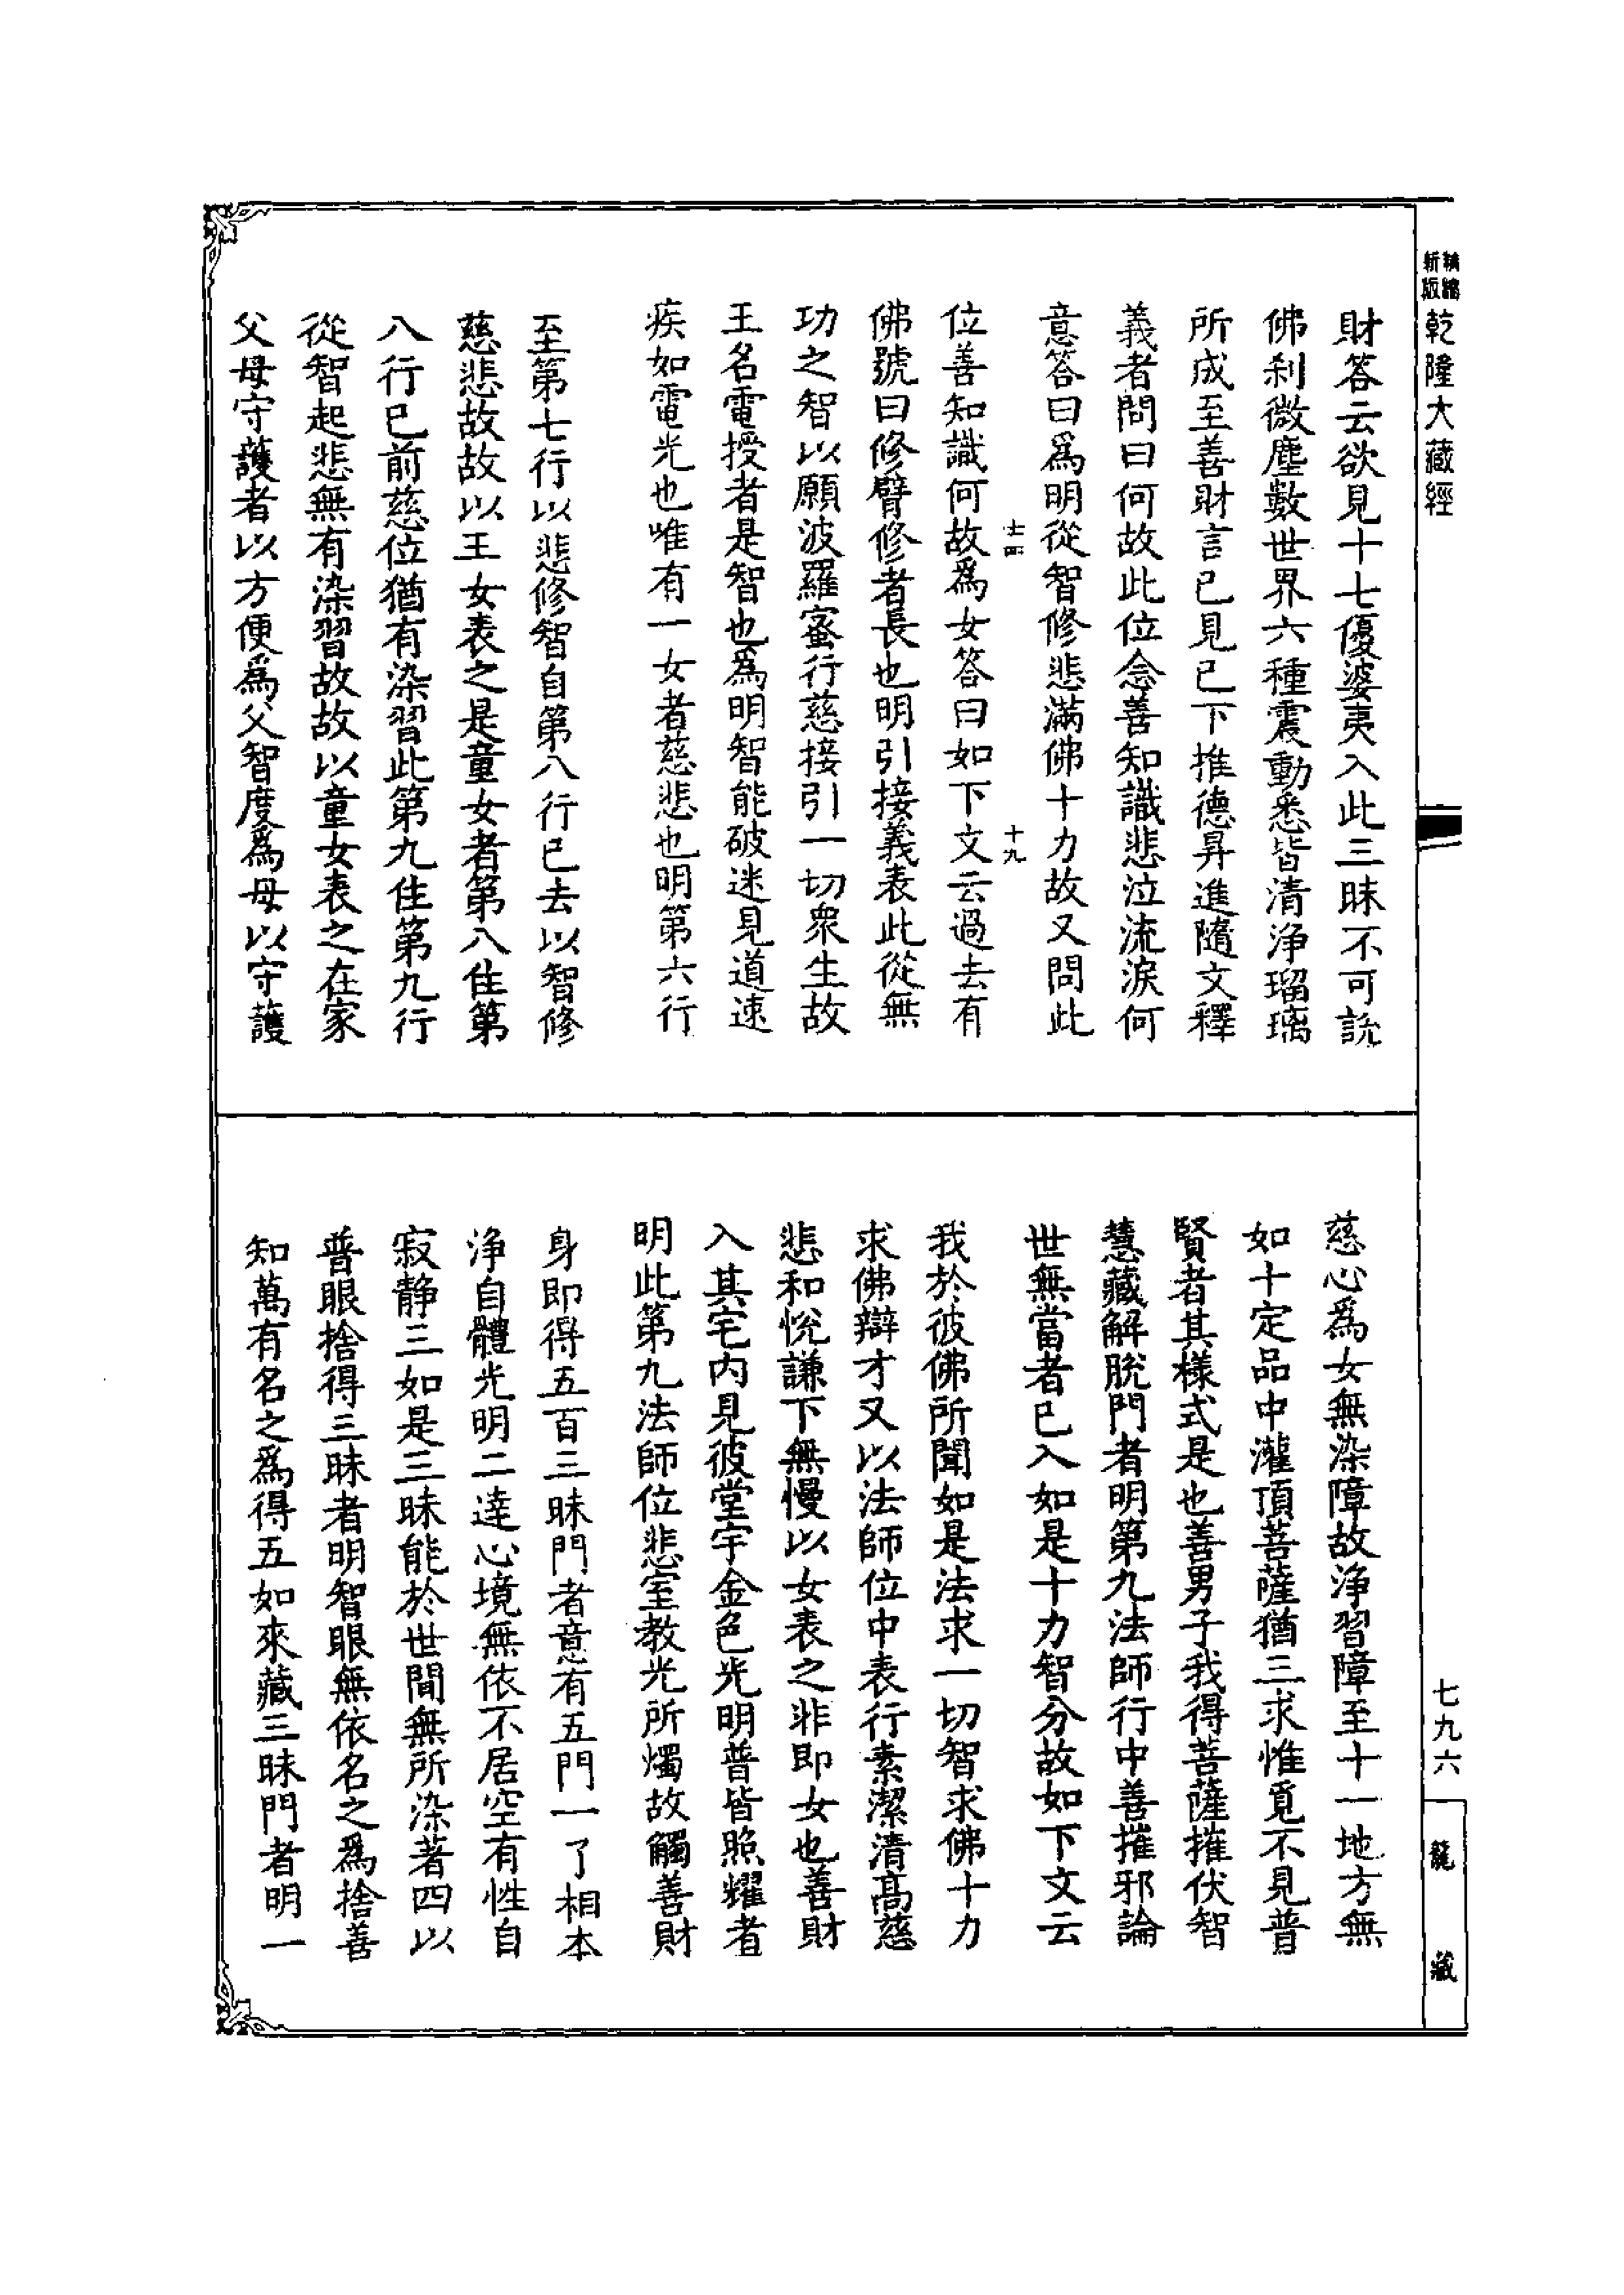 新版
乾隆大藏經
財答云欲見十七優婆夷入此三昧不可說
佛刹微塵數世界六種震動悉皆清浄瑠璃
所成至善財言已見已下推德昇進隨文釋
義者問曰何故此位念善知識悲泣流淚何
意答曰爲明從智修悲滿佛十力故又問此
十九
位善知識何故爲女答曰如下文云過去有
佛號曰修臂修者長也明引接義表此從無
功之智以願波羅蜜行慈接引一切衆生故
王名電授者是智也爲明智能破迷見道速
疾如電光也唯有一女者慈悲也明第六行
至第七行以悲修智自第八行已去以智修
慈悲故故以王女表之是童女者第八住第
八行已前慈位猶有染習此第九住第九行
從智起悲無有染習故故以童女表之在家
父母守護者以方便爲父智度爲母以守護
慈心爲女無染障故浄習障至十一地方無
如十定品中灌頂菩薩猶三求惟覓不見普
賢者其樣式是也善男子我得菩薩摧伏智
慧藏解脫門者明第九法師行中善摧邪論
世無當者已入如是十力智分故如下文云
我於彼佛所聞如是法求一切智求佛十力
求佛辯才又以法師位中表行素潔清髙慈
悲和悅謙下無慢以女表之非即女也善財
入其宅內見彼堂宇金色光明普皆照耀者
明此第九法師位悲室教光所燭故觸善財
身即得五百三昧門者意有五門一了相本
浄自體光明二達心境無依不居空有性自
寂静三如是三昧能於世間無所染著四以
普眼捨得三昧者明智眼無依名之爲捨善
知萬有名之爲得五如來藏三昧門者明一
七九六
龍藏